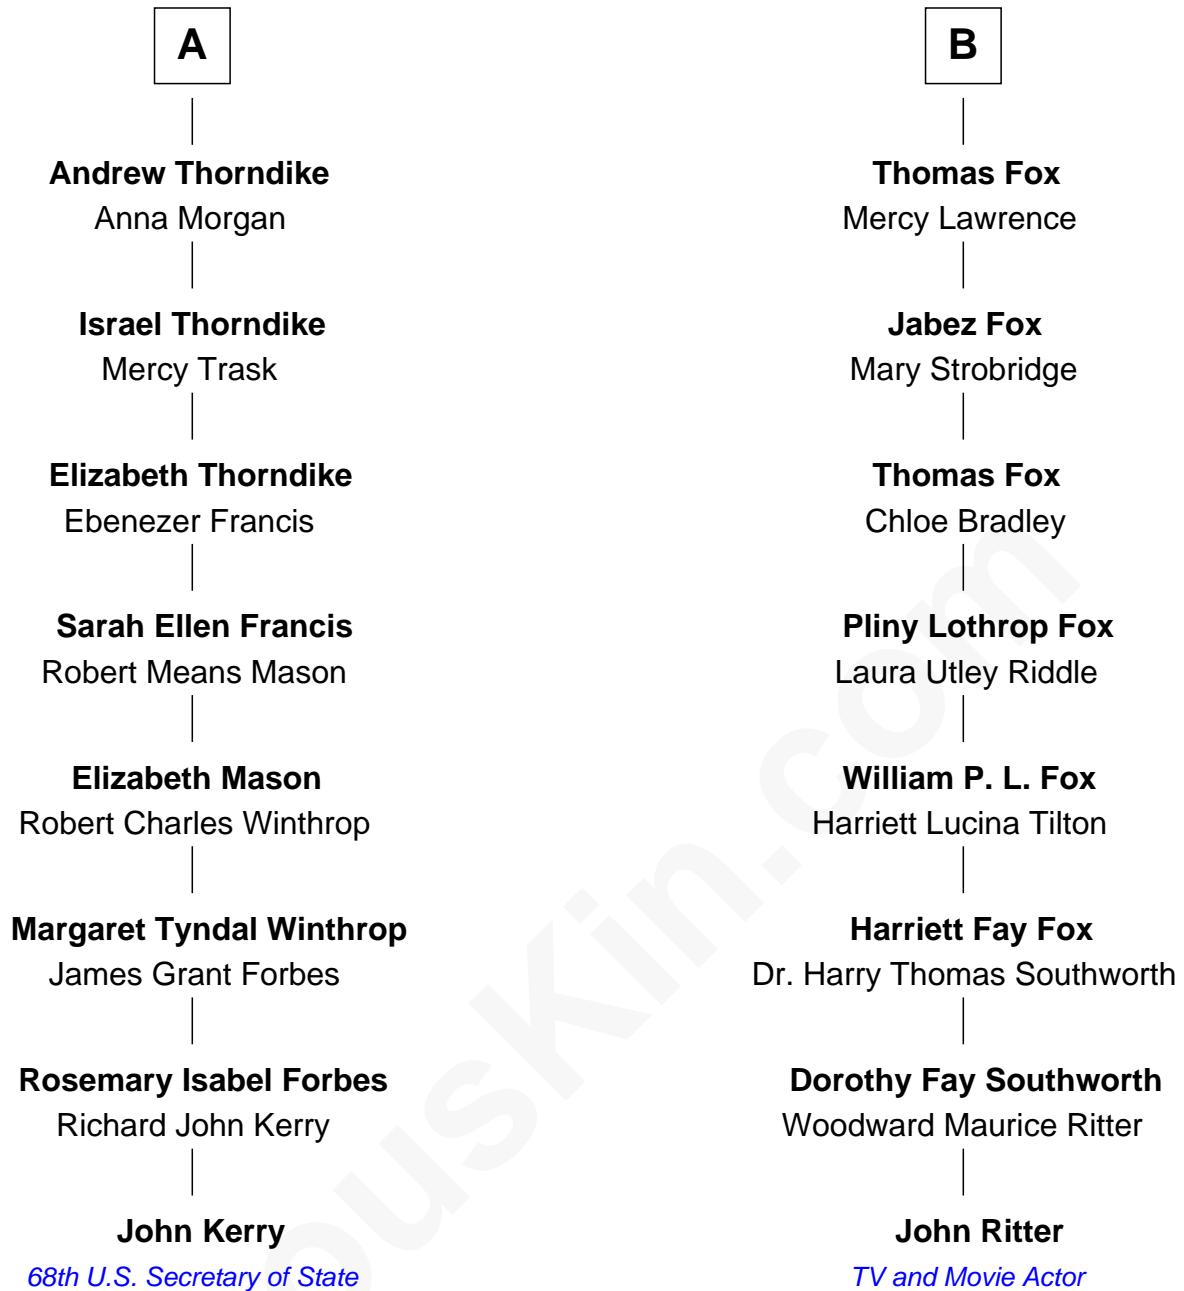 A
Andrew Thorndike
Anna Morgan
Israel Thorndike
Mercy Trask
Elizabeth Thorndike
Ebenezer Francis
Sarah Ellen Francis
Robert Means Mason
Elizabeth Mason
Robert Charles Winthrop
Margaret Tyndal Winthrop
James Grant Forbes
Rosemary Isabel Forbes
Richard John Kerry
John Kerry
68th U.S. Secretary of State
B
Thomas Fox
Mercy Lawrence
Jabez Fox
Mary Strobridge
Thomas Fox
Chloe Bradley
Pliny Lothrop Fox
Laura Utley Riddle
William P. L. Fox
Harriett Lucina Tilton
Harriett Fay Fox
Dr. Harry Thomas Southworth
Dorothy Fay Southworth
Woodward Maurice Ritter
John Ritter
TV and Movie Actor
ousKin.com